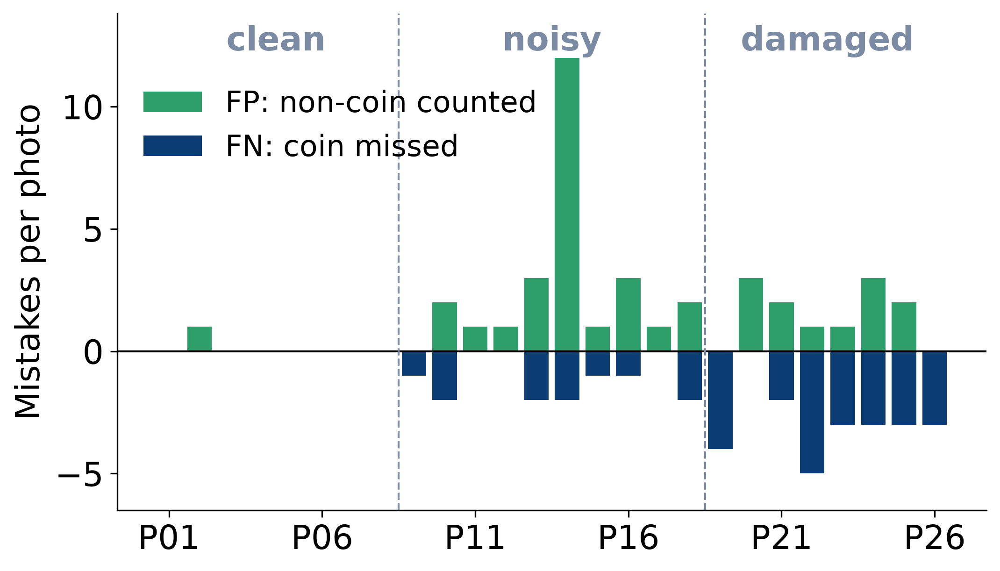 clean noisy damaged
FP: non-coin counted
FN: coin missed
Mistakes per photo
10
5
0
−5
P01 P06 P11 P16 P21 P26